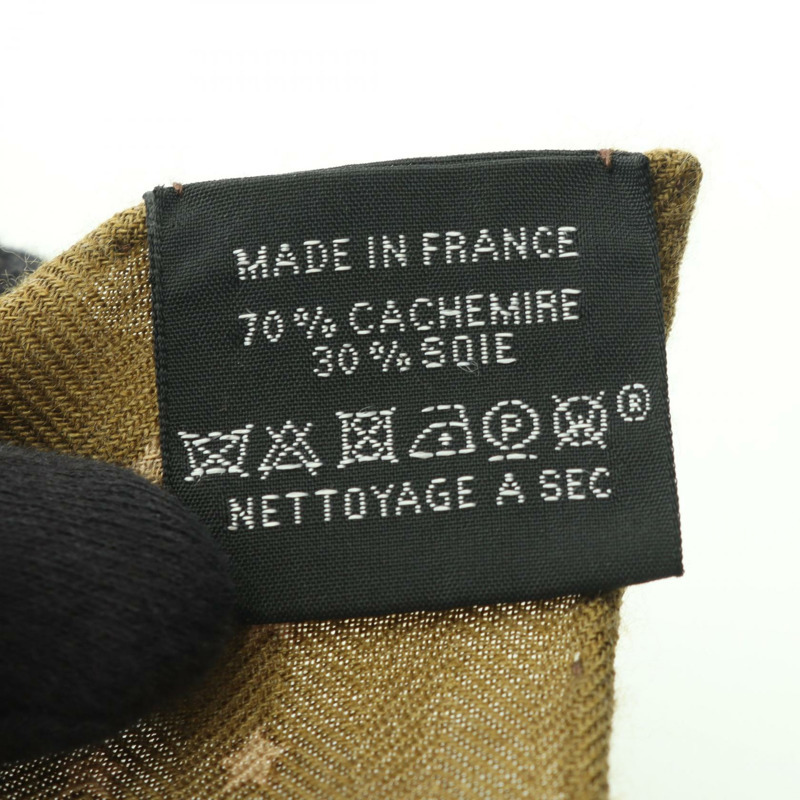 MADE IN FRANCE
70% CACHEMIRE
30% SOIE
P W ®
NETTOYAGE A SEC